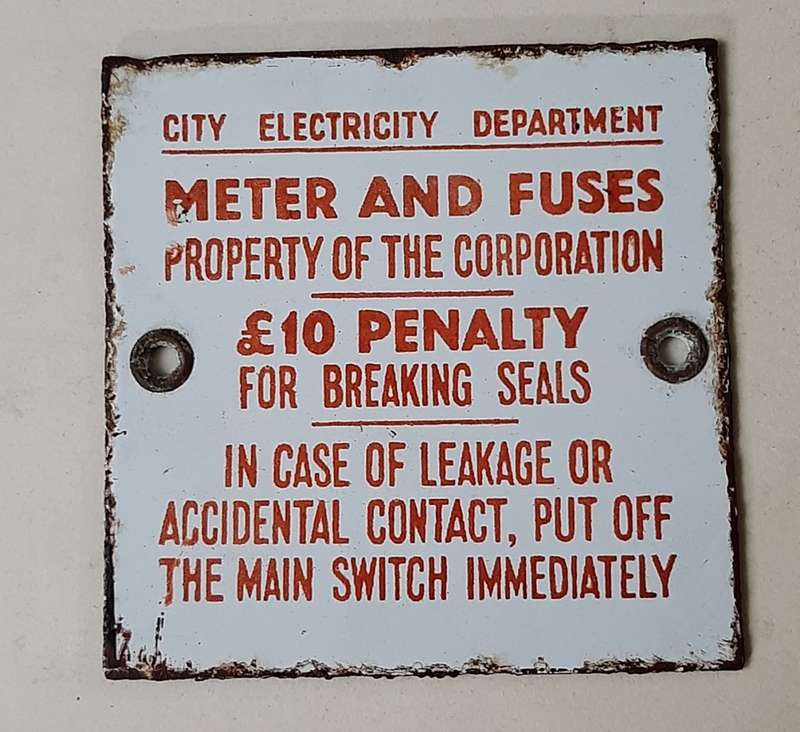 CITY ELECTRICITY DEPARTMENT
METER AND FUSES
PROPERTY OF THE CORPORATION
£10 PENALTY
FOR BREAKING SEALS
IN CASE OF LEAKAGE OR
ACCIDENTAL CONTACT, PUT OFF
THE MAIN SWITCH IMMEDIATELY